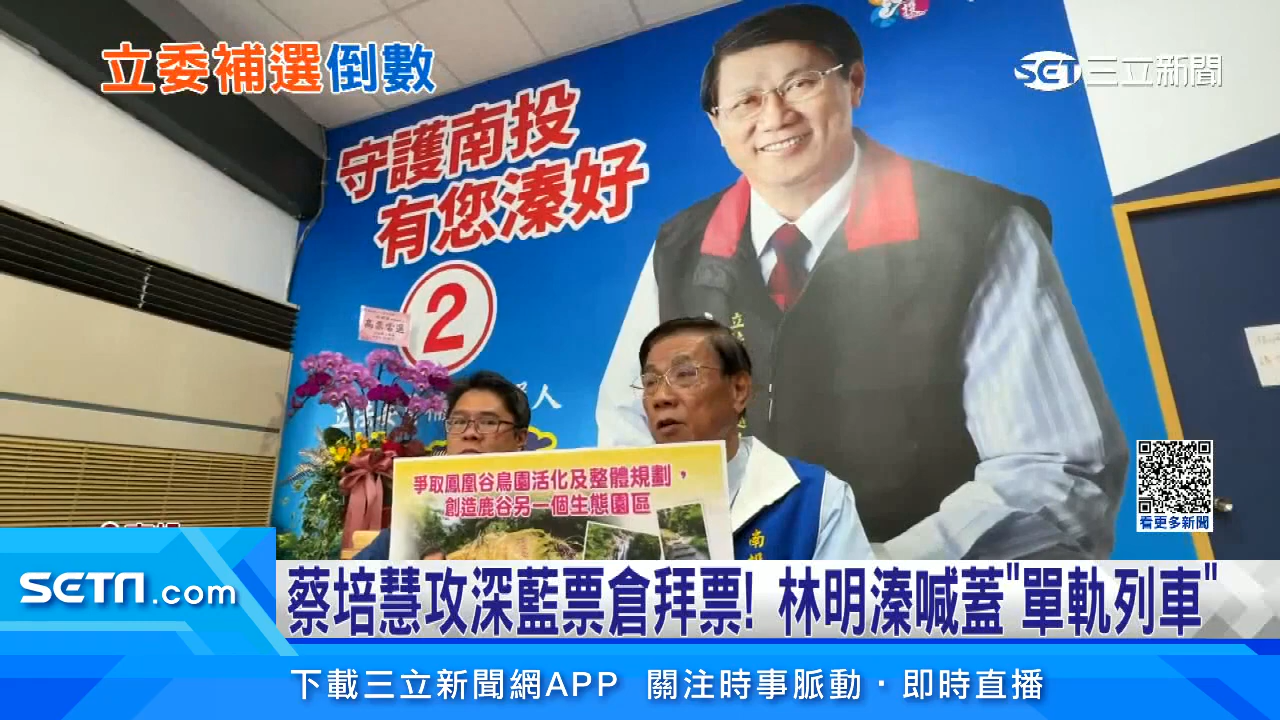 立委補選倒數
SET三立新聞
守護南投
有您溱好
2
高票當選
爭取鳳凰谷鳥園活化及整體規劃，
創造鹿谷另一個生態園區
看更多新聞
SETN.com
蔡培慧攻深藍票倉拜票! 林明溱喊蓋"單軌列車"
下載三立新聞網APP 關注時事脈動・即時直播